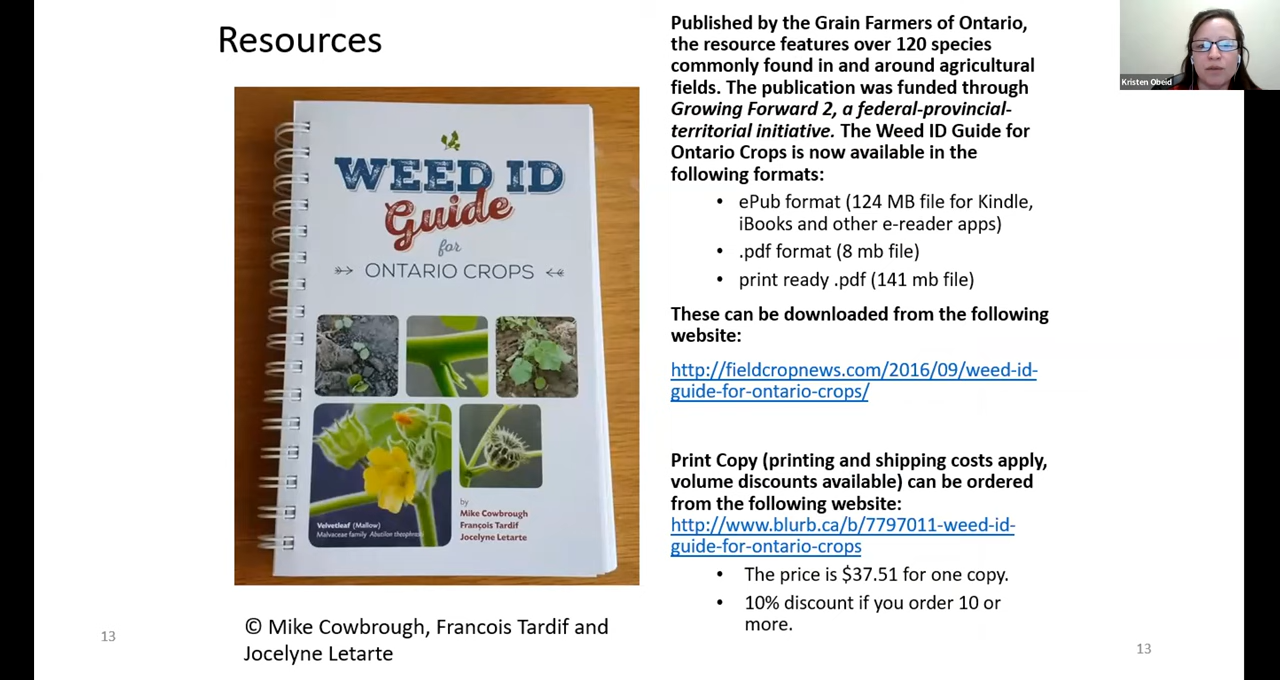 Resources
WEED ID
Guide
for
ONTARIO CROPS
Velvetleaf (Mallow)
Malvaceae family Abutilon theophrasti
by
Mike Cowbrough
François Tardif
Jocelyne Letarte
© Mike Cowbrough, Francois Tardif and
Jocelyne Letarte
13
Published by the Grain Farmers of Ontario,
the resource features over 120 species
commonly found in and around agricultural
fields. The publication was funded through
Growing Forward 2, a federal-provincial-
territorial initiative. The Weed ID Guide for
Ontario Crops is now available in the
following formats:
• ePub format (124 MB file for Kindle,
iBooks and other e-reader apps)
• .pdf format (8 mb file)
• print ready .pdf (141 mb file)
These can be downloaded from the following
website:
http://fieldcropnews.com/2016/09/weed-id-
guide-for-ontario-crops/
Print Copy (printing and shipping costs apply,
volume discounts available) can be ordered
from the following website:
http://www.blurb.ca/b/7797011-weed-id-
guide-for-ontario-crops
• The price is $37.51 for one copy.
• 10% discount if you order 10 or
more.
13
Kristen Obeid